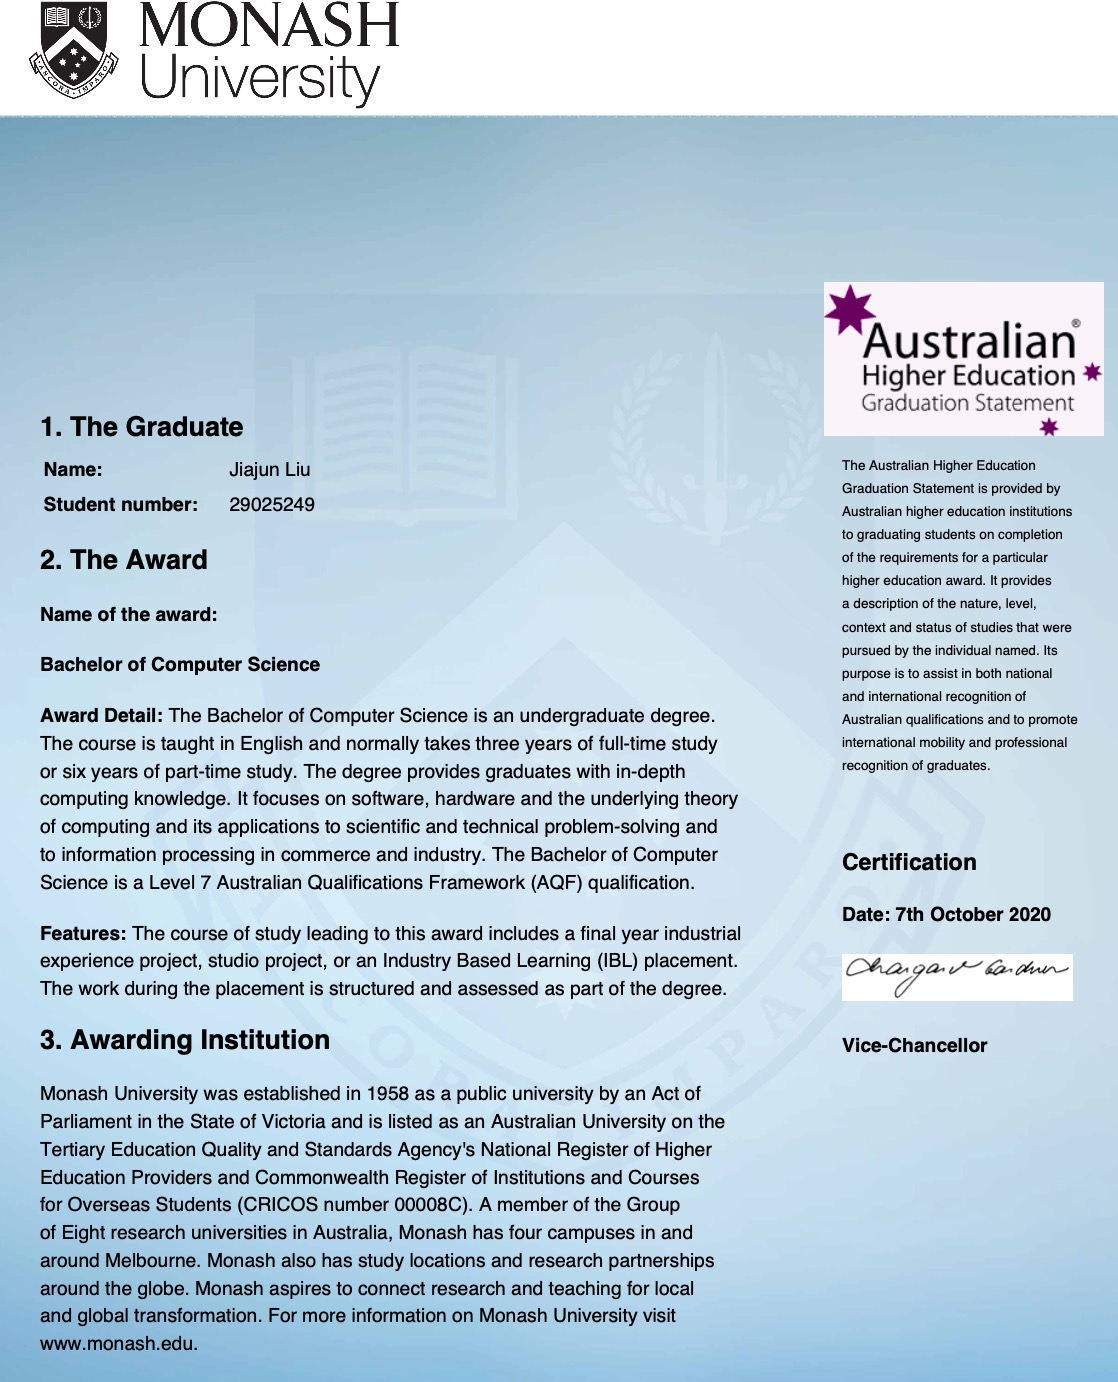 MONASH
University
ANCORA IMPARO
1. The Graduate
Name: Jiajun Liu
Student number: 29025249
2. The Award
Name of the award:
Bachelor of Computer Science
Award Detail: The Bachelor of Computer Science is an undergraduate degree.
The course is taught in English and normally takes three years of full-time study
or six years of part-time study. The degree provides graduates with in-depth
computing knowledge. It focuses on software, hardware and the underlying theory
of computing and its applications to scientific and technical problem-solving and
to information processing in commerce and industry. The Bachelor of Computer
Science is a Level 7 Australian Qualifications Framework (AQF) qualification.
Features: The course of study leading to this award includes a final year industrial
experience project, studio project, or an Industry Based Learning (IBL) placement.
The work during the placement is structured and assessed as part of the degree.
3. Awarding Institution
Monash University was established in 1958 as a public university by an Act of
Parliament in the State of Victoria and is listed as an Australian University on the
Tertiary Education Quality and Standards Agency's National Register of Higher
Education Providers and Commonwealth Register of Institutions and Courses
for Overseas Students (CRICOS number 00008C). A member of the Group
of Eight research universities in Australia, Monash has four campuses in and
around Melbourne. Monash also has study locations and research partnerships
around the globe. Monash aspires to connect research and teaching for local
and global transformation. For more information on Monash University visit
www.monash.edu.
Australian®
Higher Education
Graduation Statement
The Australian Higher Education
Graduation Statement is provided by
Australian higher education institutions
to graduating students on completion
of the requirements for a particular
higher education award. It provides
a description of the nature, level,
context and status of studies that were
pursued by the individual named. Its
purpose is to assist in both national
and international recognition of
Australian qualifications and to promote
international mobility and professional
recognition of graduates.
Certification
Date: 7th October 2020
Margaret Gardner
Vice-Chancellor